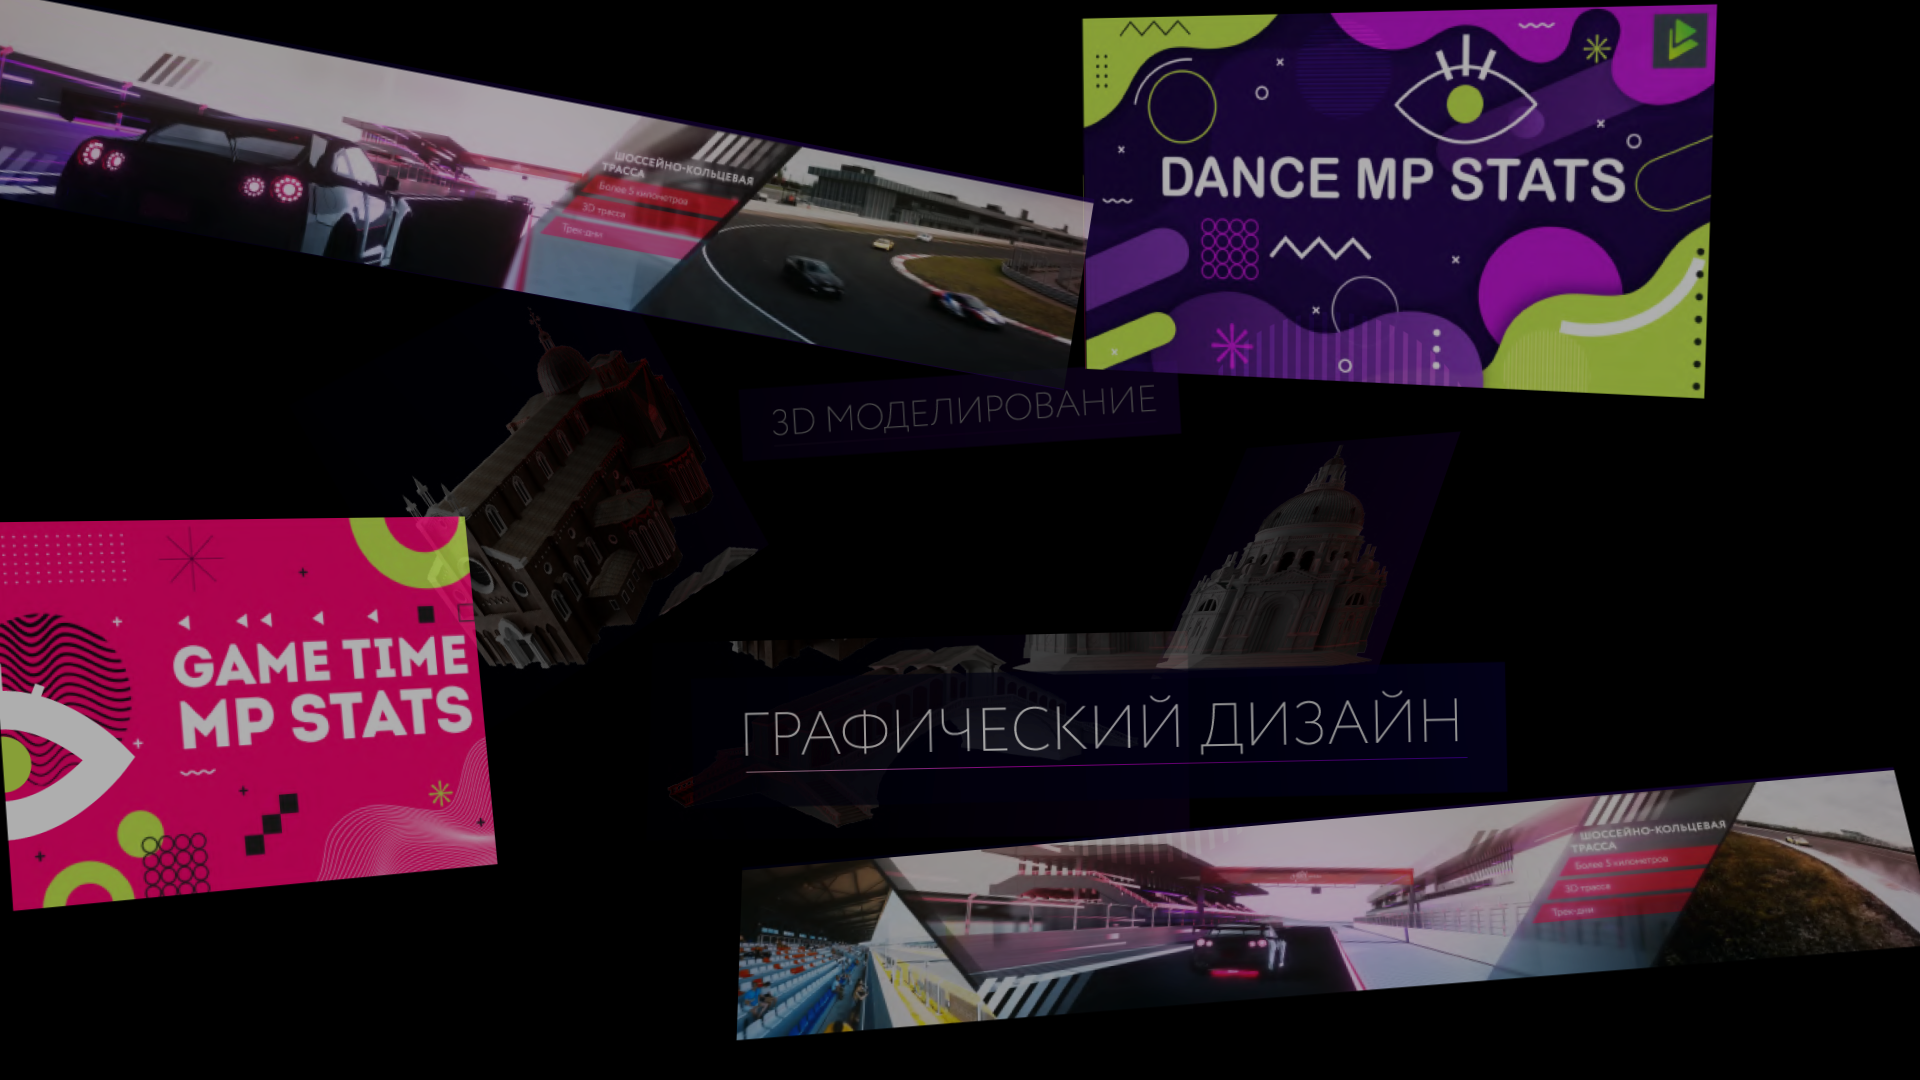 ШОССЕЙНО-КОЛЬЦЕВАЯ
ТРАССА
Более 5 километров
3D трасса
Трек-дни
DANCE MP STATS
3D МОДЕЛИРОВАНИЕ
GAME TIME
MP STATS
ГРАФИЧЕСКИЙ ДИЗАЙН
ШОССЕЙНО-КОЛЬЦЕВАЯ
ТРАССА
Более 5 километров
3D-трасса
Трек-дни